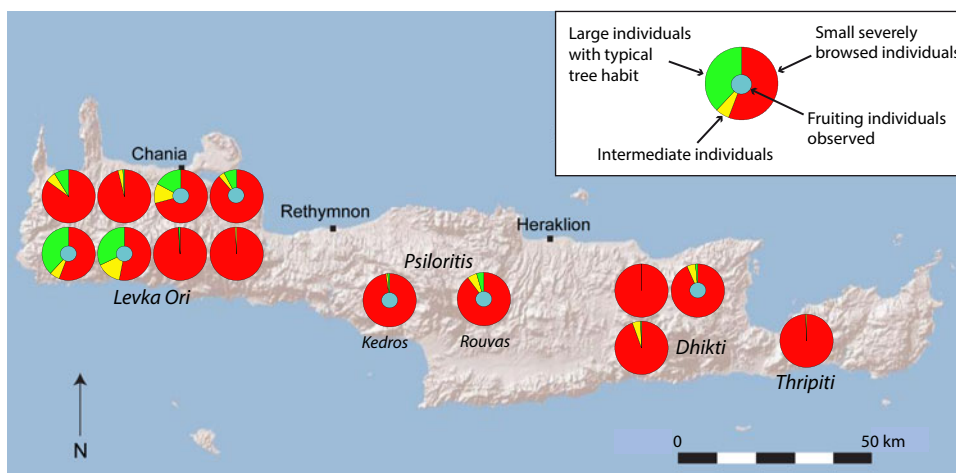 Large individuals
with typical
tree habit
Small severely
browsed individuals
Fruiting individuals
observed
Intermediate individuals
Chania
Rethymnon
Heraklion
Psiloritis
Levka Ori
Kedros
Rouvas
Dhikti
Thripiti
N
0
50 km